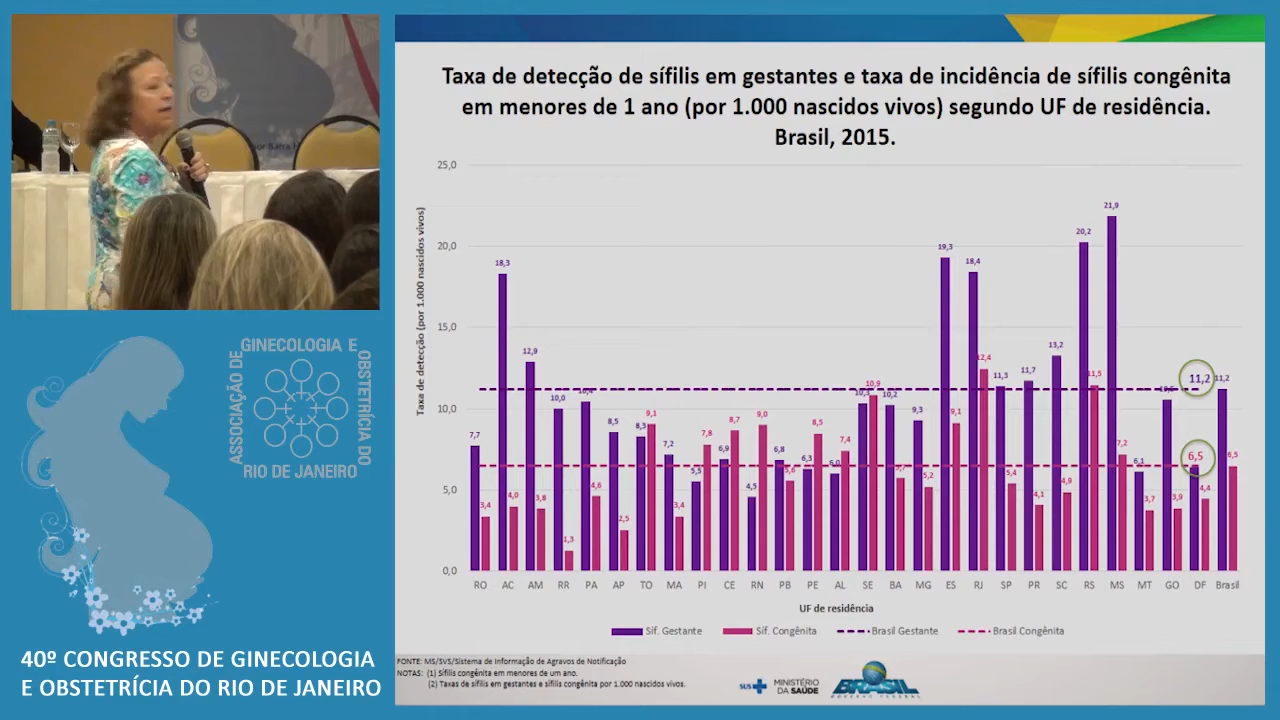 Taxa de detecção de sífilis em gestantes e taxa de incidência de sífilis congênita
em menores de 1 ano (por 1.000 nascidos vivos) segundo UF de residência.
Brasil, 2015.
Taxa de detecção (por 1.000 nascidos vivos)
25,0
20,0
15,0
10,0
5,0
0,0
7,7 3,4 18,3 4,0 12,9 3,8 10,0 1,3 10,4 4,6 8,5 2,5 8,3 9,1 7,2 3,4 5,5 7,8 6,9 8,7 4,5 9,0 6,8 5,6 6,3 8,5 6,0 7,4 10,3 10,9 10,2 5,7 9,3 5,2 19,3 9,1 18,4 12,4 11,3 5,4 11,7 4,1 13,2 4,9 20,2 11,5 21,9 7,2 6,1 3,7 3,9 4,4 11,2 6,5
11,2
6,5
RO AC AM RR PA AP TO MA PI CE RN PB PE AL SE BA MG ES RJ SP PR SC RS MS MT GO DF Brasil
UF de residência
Síf. Gestante Síf. Congênita Brasil Gestante Brasil Congênita
FONTE: MS/SVS/Sistema de Informação de Agravos de Notificação
NOTAS: (1) Sífilis congênita em menores de um ano.
(2) Taxas de sífilis em gestantes e sífilis congênita por 1.000 nascidos vivos.
SUS
MINISTÉRIO
DA SAÚDE
BRASIL
GOVERNO FEDERAL
ASSOCIAÇÃO DE
GINECOLOGIA E
OBSTETRÍCIA DO
RIO DE JANEIRO
40º CONGRESSO DE GINECOLOGIA
E OBSTETRÍCIA DO RIO DE JANEIRO